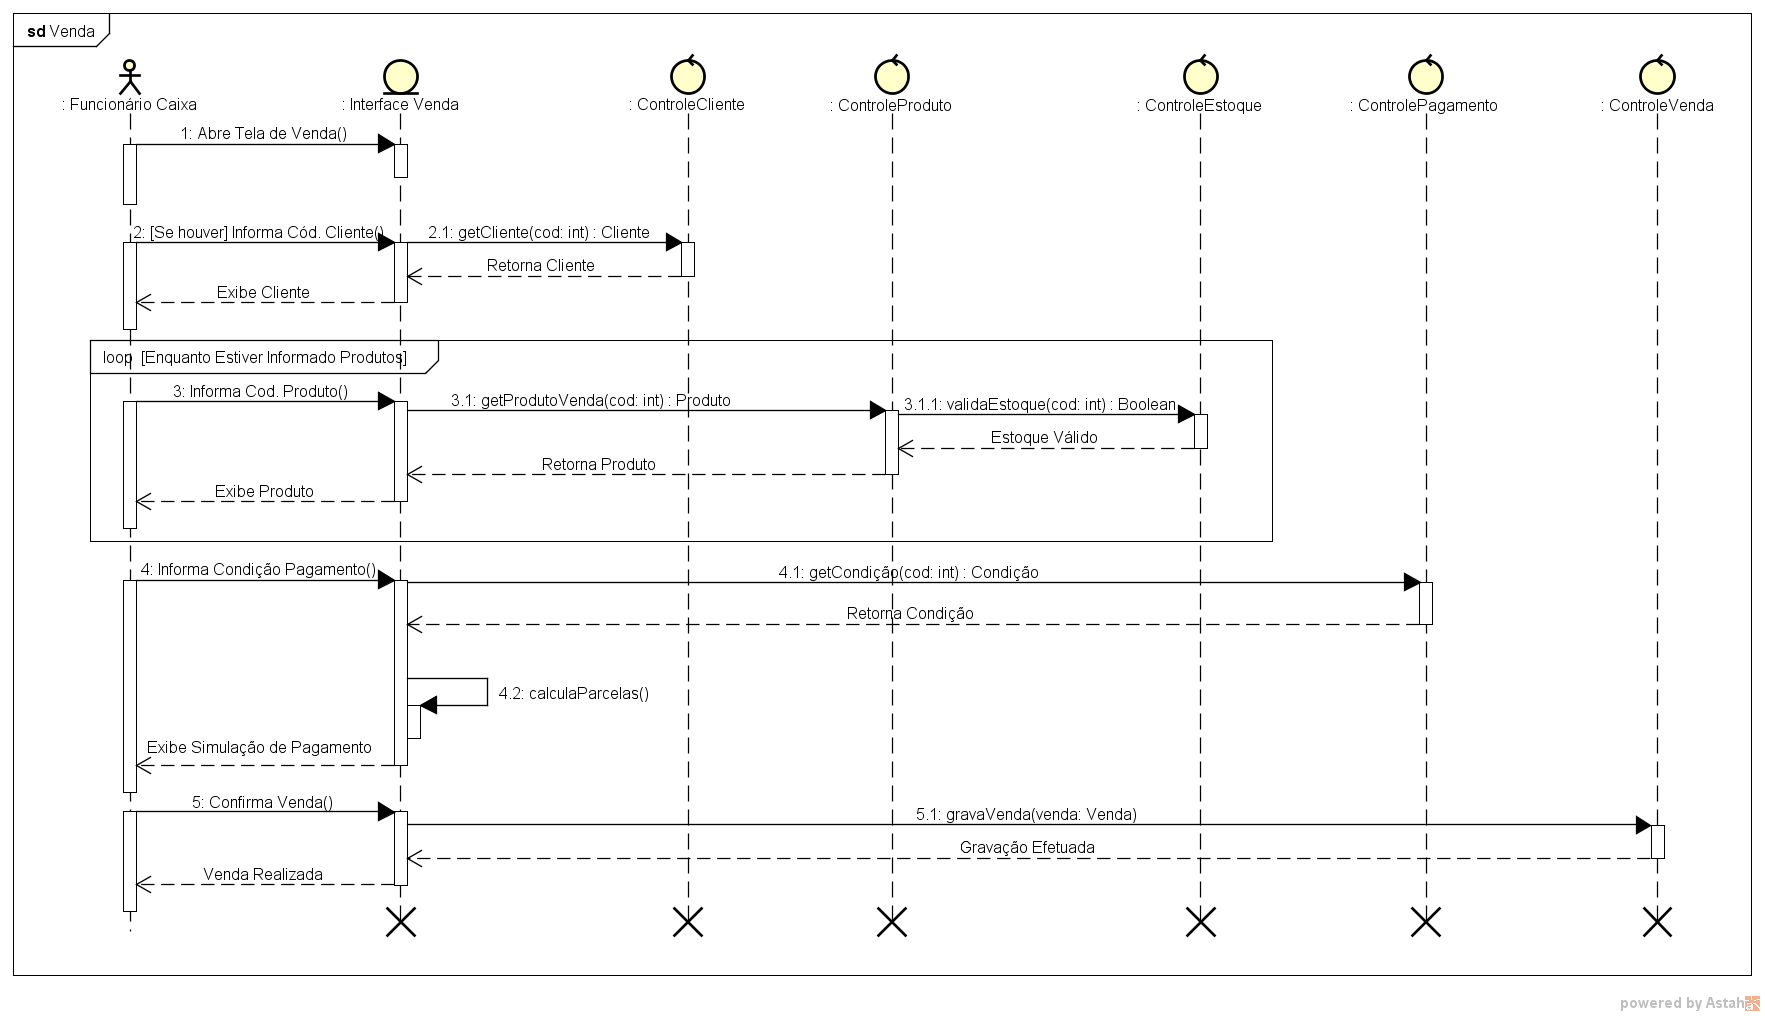 sd Venda
: Funcionário Caixa
: Interface Venda
: ControleCliente
: ControleProduto
: ControleEstoque
: ControlePagamento
: ControleVenda
1: Abre Tela de Venda()
2: [Se houver] Informa Cód. Cliente()
2.1: getCliente(cod: int) : Cliente
Retorna Cliente
Exibe Cliente
loop [Enquanto Estiver Informado Produtos]
3: Informa Cod. Produto()
3.1: getProdutoVenda(cod: int) : Produto
3.1.1: validaEstoque(cod: int) : Boolean
Estoque Válido
Retorna Produto
Exibe Produto
4: Informa Condição Pagamento()
4.1: getCondição(cod: int) : Condição
Retorna Condição
4.2: calculaParcelas()
Exibe Simulação de Pagamento
5: Confirma Venda()
5.1: gravaVenda(venda: Venda)
Gravação Efetuada
Venda Realizada
powered by Astah